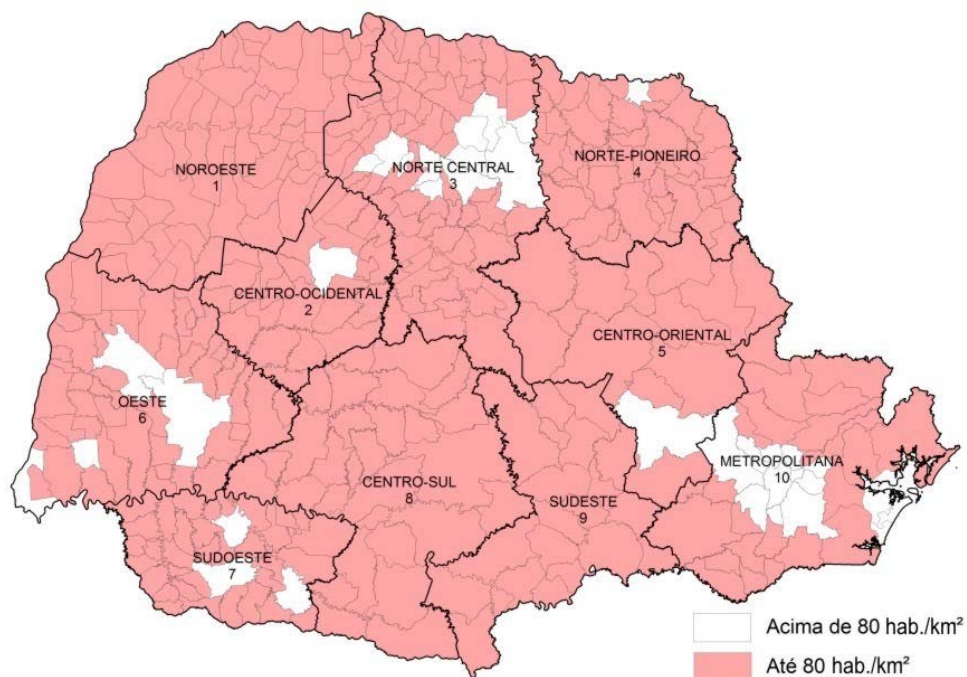 NOROESTE
1
NORTE CENTRAL
3
NORTE-PIONEIRO
4
CENTRO-OCIDENTAL
2
CENTRO-ORIENTAL
5
OESTE
6
METROPOLITANA
10
CENTRO-SUL
8
SUDESTE
9
SUDOESTE
7
Acima de 80 hab./km²
Até 80 hab./km²